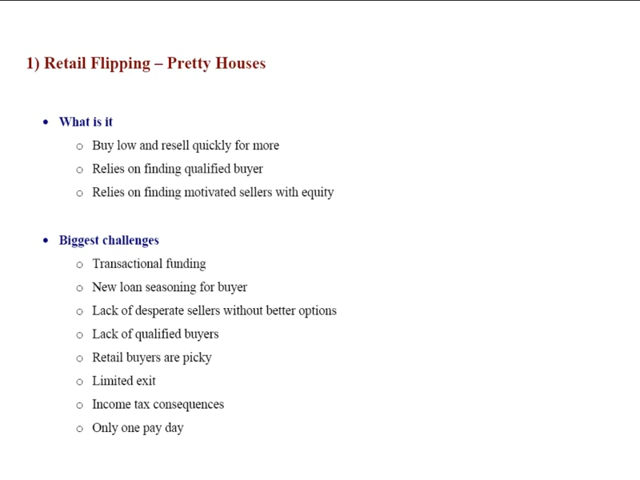 1) Retail Flipping – Pretty Houses
• What is it
o Buy low and resell quickly for more
o Relies on finding qualified buyer
o Relies on finding motivated sellers with equity
• Biggest challenges
o Transactional funding
o New loan seasoning for buyer
o Lack of desperate sellers without better options
o Lack of qualified buyers
o Retail buyers are picky
o Limited exit
o Income tax consequences
o Only one pay day